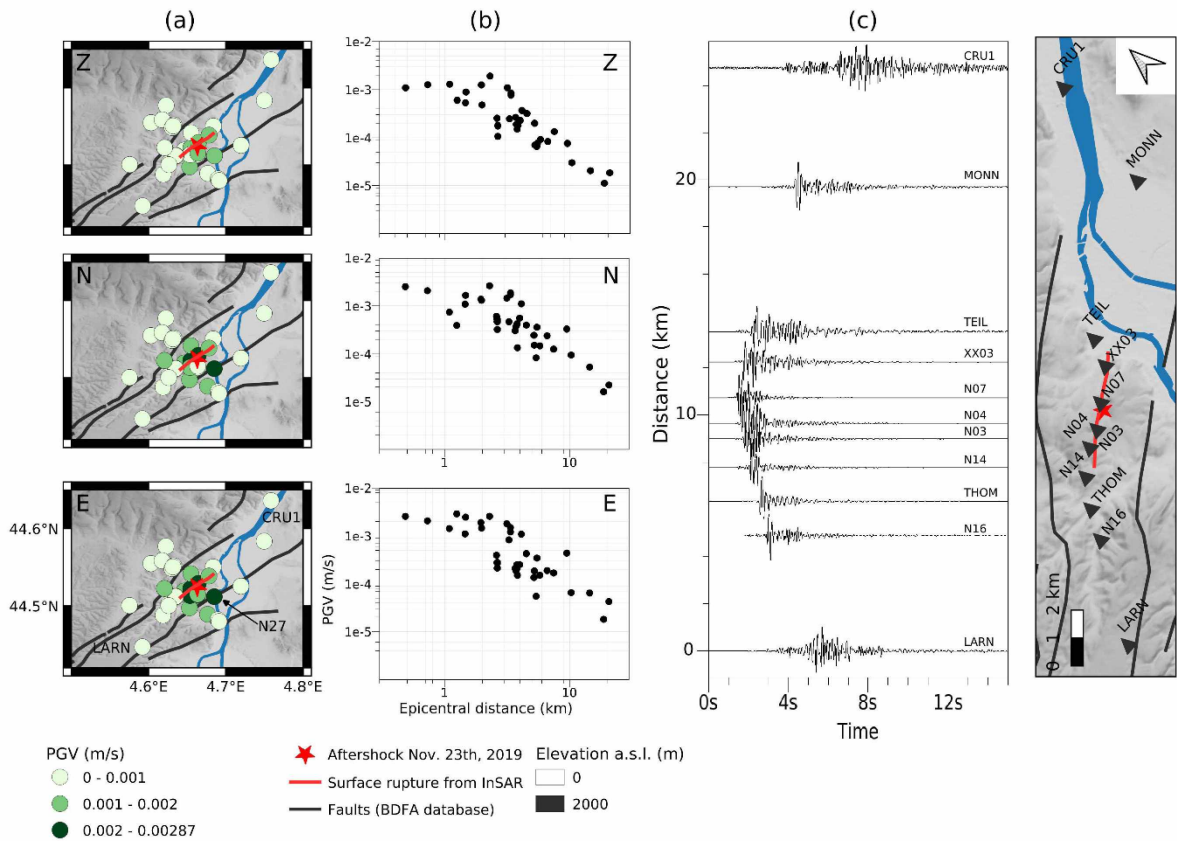 (a)
(b)
(c)
Z
1e-2
1e-3
1e-4
1e-5
Z
N
1e-2
1e-3
1e-4
1e-5
N
1
10
E
44.6°N
44.5°N
CRU1
N27
LARN
4.6°E
4.7°E
4.8°E
1e-2
1e-3
1e-4
1e-5
E
PGV (m/s)
1
10
Epicentral distance (km)
Distance (km)
20
10
0
CRU1
MONN
TEIL
XX03
N07
N04
N03
N14
THOM
N16
LARN
0s
4s
8s
12s
Time
CRU1
MONN
TEIL
XX03
N07
N04
N03
N14
THOM
N16
LARN
0 1 2 km
PGV (m/s)
0 - 0.001
0.001 - 0.002
0.002 - 0.00287
Aftershock Nov. 23th, 2019
Surface rupture from InSAR
Faults (BDFA database)
Elevation a.s.l. (m)
0
2000